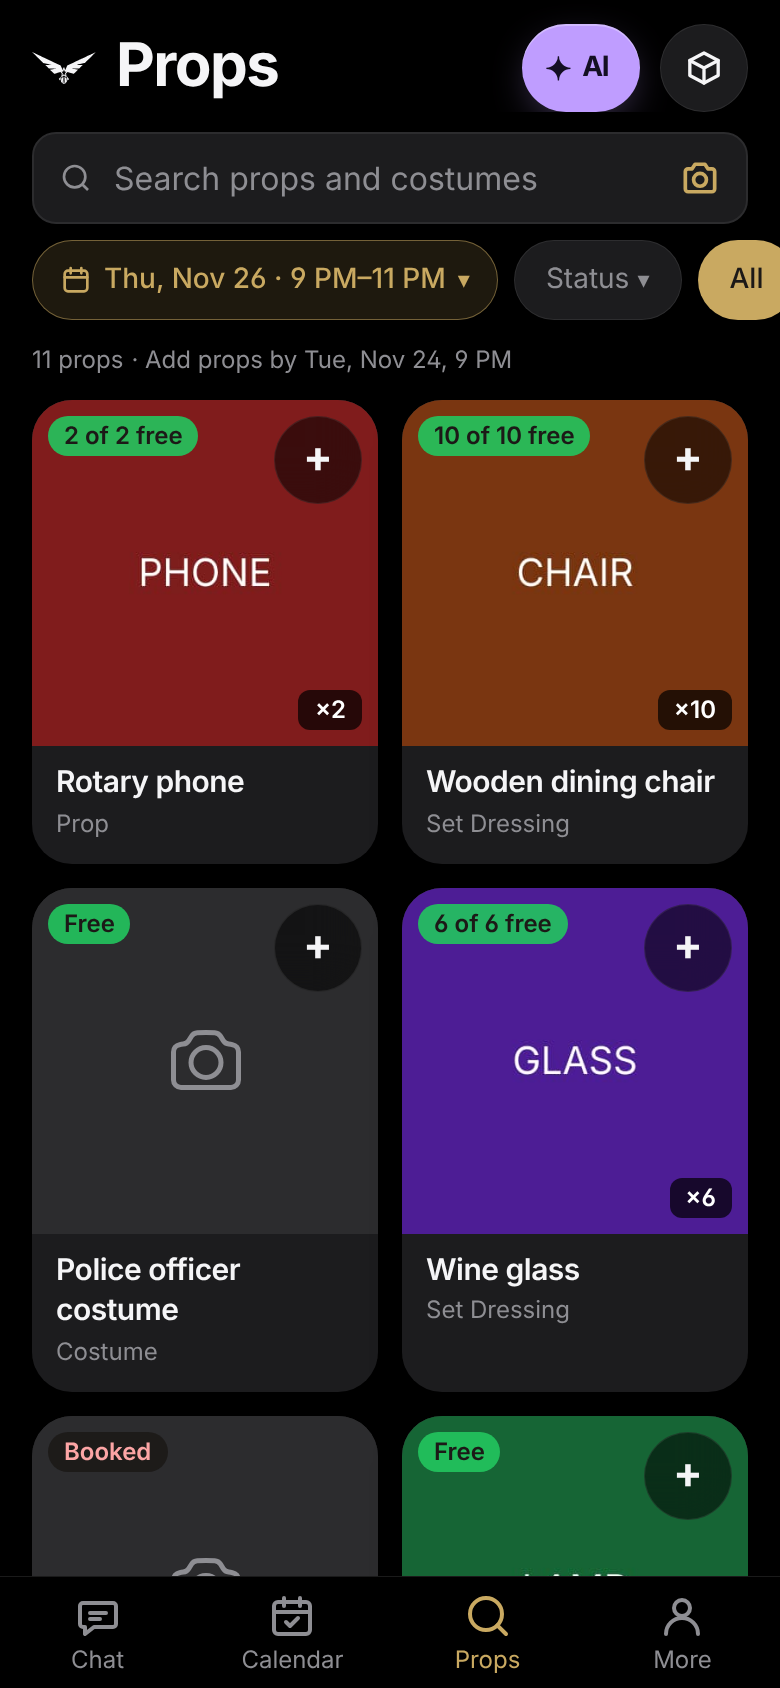 Props
AI
Search props and costumes
Thu, Nov 26 · 9 PM–11 PM ▾
Status ▾
All
11 props · Add props by Tue, Nov 24, 9 PM
2 of 2 free
+
10 of 10 free
+
PHONE
CHAIR
×2
×10
Rotary phone
Prop
Wooden dining chair
Set Dressing
Free
+
6 of 6 free
+
GLASS
×6
Police officer
costume
Costume
Wine glass
Set Dressing
Booked
Free
+
Chat
Calendar
Props
More